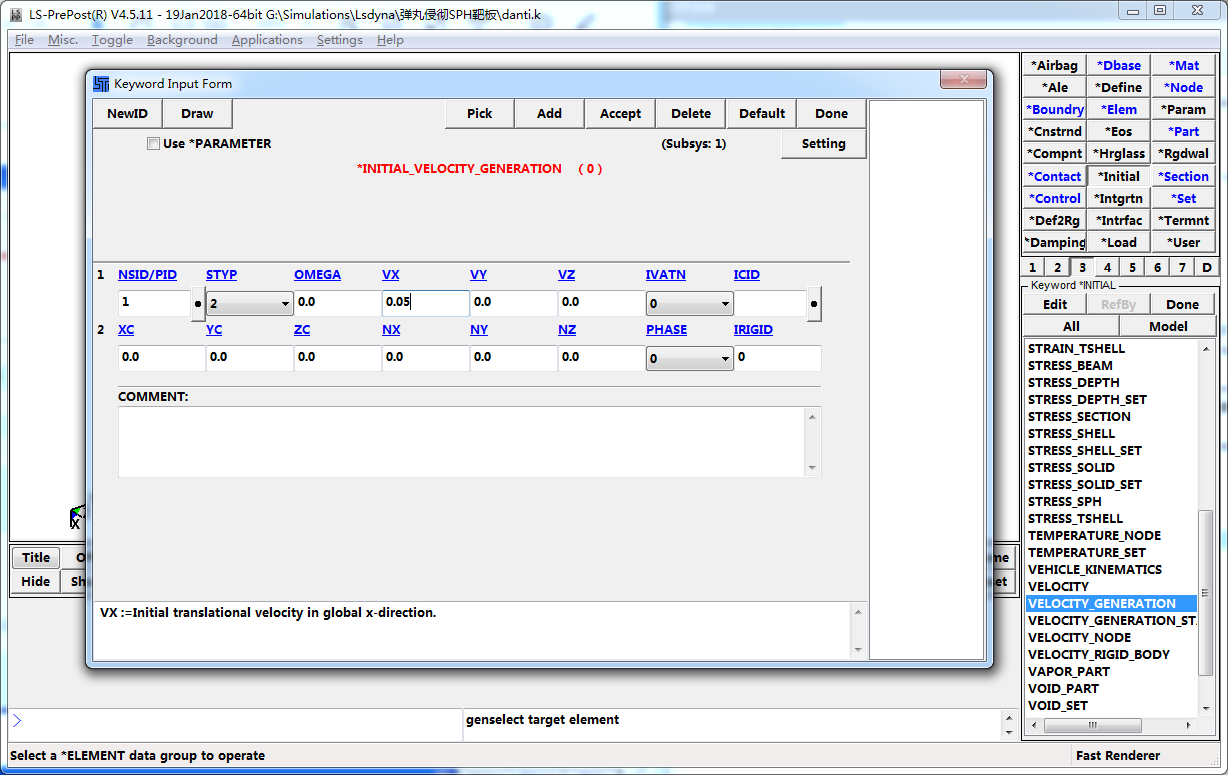 LS-PrePost(R) V4.5.11 - 19Jan2018-64bit G:\Simulations\Lsdyna\弹丸侵彻SPH靶板\danti.k
File Misc. Toggle Background Applications Settings Help
Keyword Input Form
NewID Draw Pick Add Accept Delete Default Done
Use *PARAMETER (Subsys: 1) Setting
*INITIAL_VELOCITY_GENERATION ( 0 )
1 NSID/PID STYP OMEGA VX VY VZ IVATN ICID
1 2 0.0 0.05 0.0 0.0 0
2 XC YC ZC NX NY NZ PHASE IRIGID
0.0 0.0 0.0 0.0 0.0 0.0 0 0
COMMENT:
VX :=Initial translational velocity in global x-direction.
X
Title
Hide
*Airbag *Dbase *Mat
*Ale *Define *Node
*Boundry *Elem *Param
*Cnstrnd *Eos *Part
*Compnt *Hrglass *Rgdwal
*Contact *Initial *Section
*Control *Intgrtn *Set
*Def2Rg *Intrfac *Termnt
*Damping *Load *User
1 2 3 4 5 6 7 D
Keyword *INITIAL
Edit RefBy Done
All Model
STRAIN_TSHELL
STRESS_BEAM
STRESS_DEPTH
STRESS_DEPTH_SET
STRESS_SECTION
STRESS_SHELL
STRESS_SHELL_SET
STRESS_SOLID
STRESS_SOLID_SET
STRESS_SPH
STRESS_TSHELL
TEMPERATURE_NODE
TEMPERATURE_SET
VEHICLE_KINEMATICS
VELOCITY
VELOCITY_GENERATION
VELOCITY_GENERATION_ST
VELOCITY_NODE
VELOCITY_RIGID_BODY
VAPOR_PART
VOID_PART
VOID_SET
> genselect target element
Select a *ELEMENT data group to operate Fast Renderer